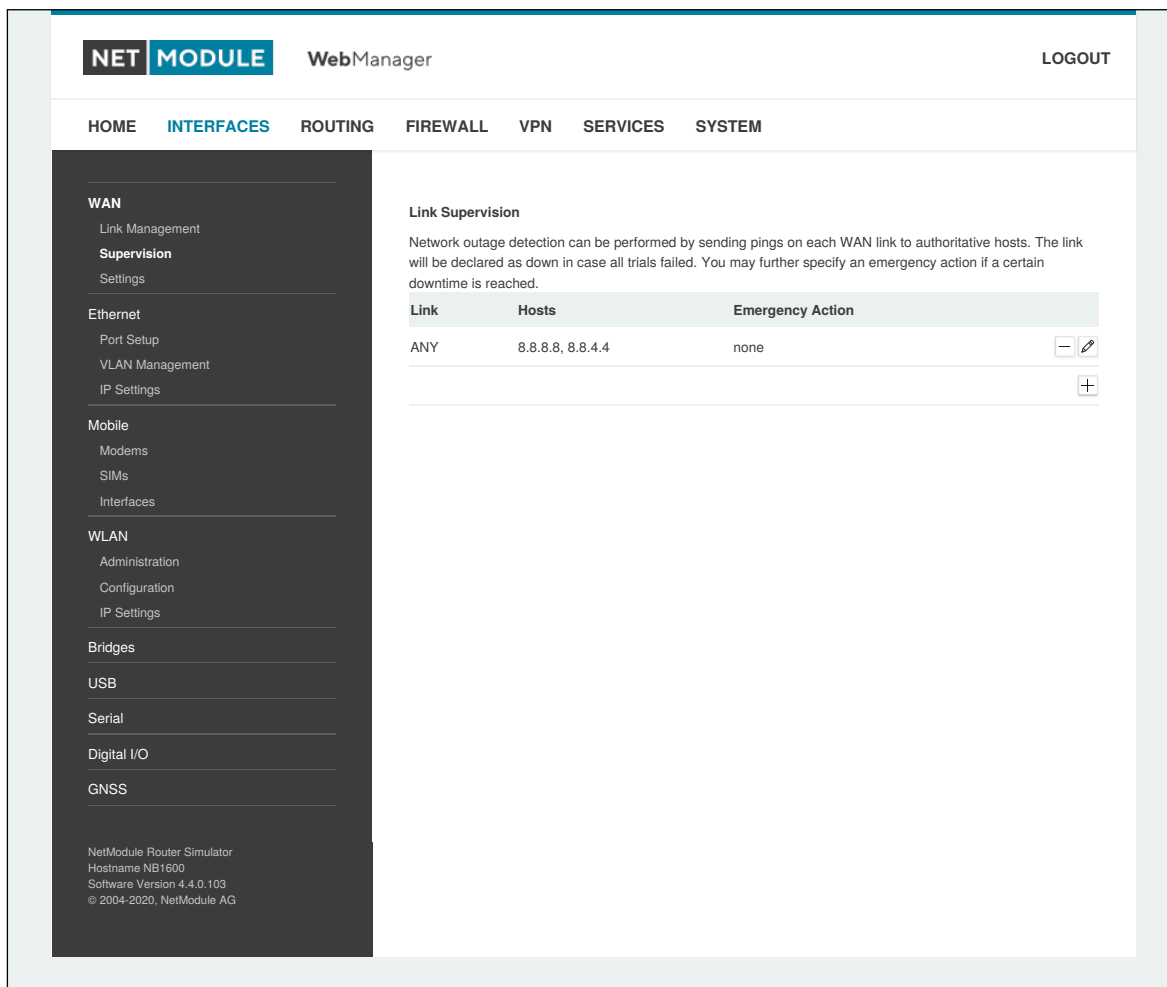 NET MODULE WebManager LOGOUT
HOME INTERFACES ROUTING FIREWALL VPN SERVICES SYSTEM
WAN
Link Management
Supervision
Settings
Ethernet
Port Setup
VLAN Management
IP Settings
Mobile
Modems
SIMs
Interfaces
WLAN
Administration
Configuration
IP Settings
Bridges
USB
Serial
Digital I/O
GNSS
NetModule Router Simulator
Hostname NB1600
Software Version 4.4.0.103
© 2004-2020, NetModule AG
Link Supervision
Network outage detection can be performed by sending pings on each WAN link to authoritative hosts. The link
will be declared as down in case all trials failed. You may further specify an emergency action if a certain
downtime is reached.
Link Hosts Emergency Action
ANY 8.8.8.8, 8.8.4.4 none